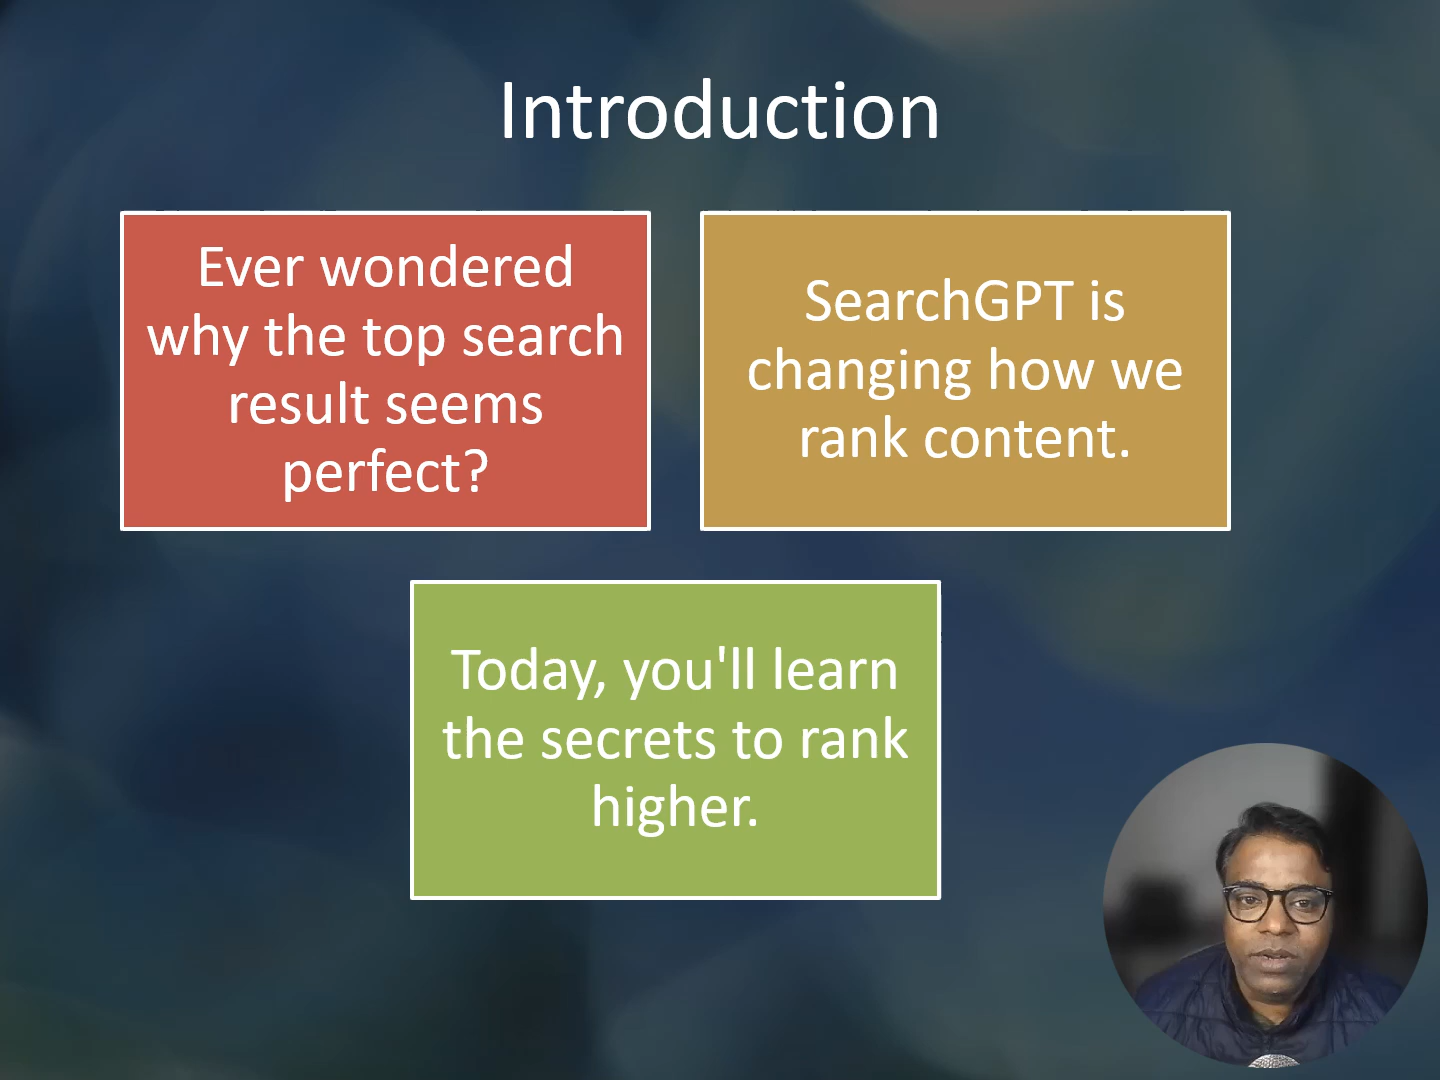 Introduction
Ever wondered
why the top search
result seems
perfect?
SearchGPT is
changing how we
rank content.
Today, you'll learn
the secrets to rank
higher.